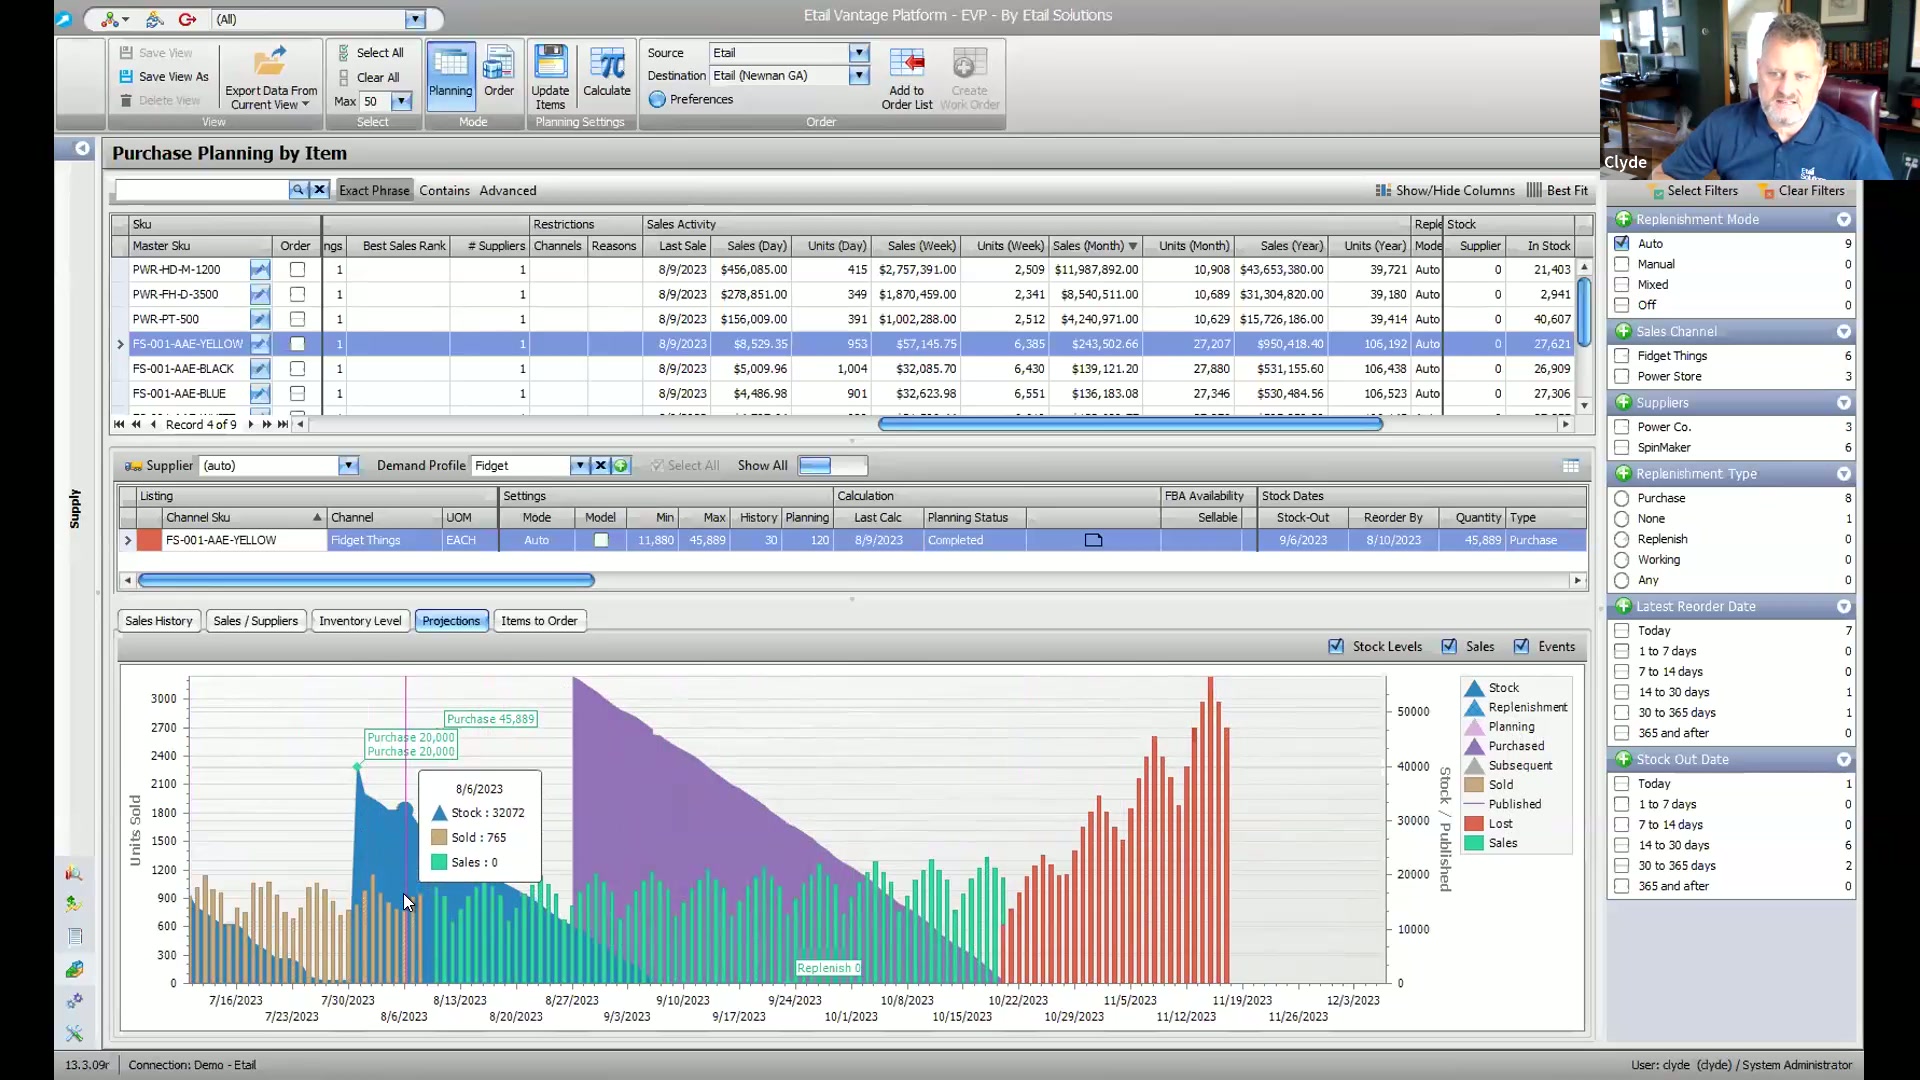 (All)
Etail Vantage Platform - EVP - By Etail Solutions
Save View
Save View As
Delete View
Export Data From
Current View
View
Select All
Clear All
Max 50
Select
Planning
Order
Mode
Update
Items
Calculate
Planning Settings
Source Etail
Destination Etail (Newnan GA)
Preferences
Add to
Order List
Create
Work Order
Order
Clyde
Purchase Planning by Item
Exact Phrase Contains Advanced
Show/Hide Columns Best Fit
Sku Restrictions Sales Activity Reple Stock
Master Sku Order ngs Best Sales Rank # Suppliers Channels Reasons Last Sale Sales (Day) Units (Day) Sales (Week) Units (Week) Sales (Month) Units (Month) Sales (Year) Units (Year) Mode Supplier In Stock
PWR-HD-M-1200 1 1 8/9/2023 $456,085.00 415 $2,757,391.00 2,509 $11,987,892.00 10,908 $43,653,380.00 39,721 Auto 0 21,403
PWR-FH-D-3500 1 1 8/9/2023 $278,851.00 349 $1,870,459.00 2,341 $8,540,511.00 10,689 $31,304,820.00 39,180 Auto 0 2,941
PWR-PT-500 1 1 8/9/2023 $156,009.00 391 $1,002,288.00 2,512 $4,240,971.00 10,629 $15,726,186.00 39,414 Auto 0 40,607
FS-001-AAE-YELLOW 1 1 8/9/2023 $8,529.35 953 $57,145.75 6,385 $243,502.66 27,207 $950,418.40 106,192 Auto 0 27,621
FS-001-AAE-BLACK 1 1 8/9/2023 $5,009.96 1,004 $32,085.70 6,430 $139,121.20 27,880 $531,155.60 106,438 Auto 0 26,909
FS-001-AAE-BLUE 1 1 8/9/2023 $4,486.98 901 $32,623.98 6,551 $136,183.08 27,346 $530,484.56 106,523 Auto 0 27,306
Record 4 of 9
Supply
Supplier (auto) Demand Profile Fidget Select All Show All
Listing Settings Calculation FBA Availability Stock Dates
Channel Sku Channel UOM Mode Model Min Max History Planning Last Calc Planning Status Sellable Stock-Out Reorder By Quantity Type
FS-001-AAE-YELLOW Fidget Things EACH Auto 11,880 45,889 30 120 8/9/2023 Completed 9/6/2023 8/10/2023 45,889 Purchase
Sales History Sales / Suppliers Inventory Level Projections Items to Order
Stock Levels Sales Events
Units Sold
3000
2700
2400
2100
1800
1500
1200
900
600
300
0
Purchase 45,889
Purchase 20,000
Purchase 20,000
8/6/2023
Stock : 32072
Sold : 765
Sales : 0
Replenish 0
50000
40000
30000
20000
10000
0
Stock / Published
7/16/2023 7/30/2023 8/13/2023 8/27/2023 9/10/2023 9/24/2023 10/8/2023 10/22/2023 11/5/2023 11/19/2023 12/3/2023
7/23/2023 8/6/2023 8/20/2023 9/3/2023 9/17/2023 10/1/2023 10/15/2023 10/29/2023 11/12/2023 11/26/2023
Stock
Replenishment
Planning
Purchased
Subsequent
Sold
Published
Lost
Sales
Select Filters Clear Filters
Replenishment Mode
Auto 9
Manual 0
Mixed 0
Off 0
Sales Channel
Fidget Things 6
Power Store 3
Suppliers
Power Co. 3
SpinMaker 6
Replenishment Type
Purchase 8
None 1
Replenish 0
Working 0
Any 0
Latest Reorder Date
Today 7
1 to 7 days 0
7 to 14 days 0
14 to 30 days 1
30 to 365 days 1
365 and after 0
Stock Out Date
Today 1
1 to 7 days 0
7 to 14 days 0
14 to 30 days 6
30 to 365 days 2
365 and after 0
13.3.09r Connection: Demo - Etail
User: clyde (clyde) / System Administrator